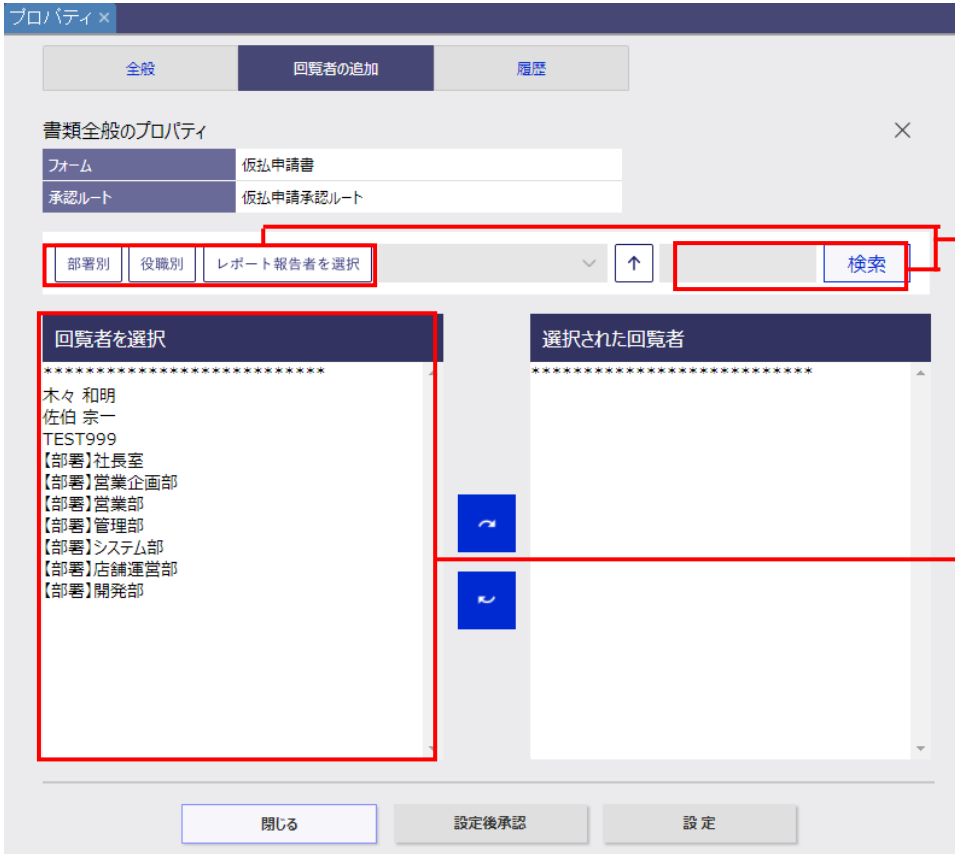 プロパティ ×
全般 回覧者の追加 履歴
書類全般のプロパティ
フォーム 仮払申請書
承認ルート 仮払申請承認ルート
部署別 役職別 レポート報告者を選択 検索
回覧者を選択
***************************
木々 和明
佐伯 宗一
TEST999
【部署】社長室
【部署】営業企画部
【部署】営業部
【部署】管理部
【部署】システム部
【部署】店舗運営部
【部署】開発部
選択された回覧者
***************************
閉じる 設定後承認 設 定